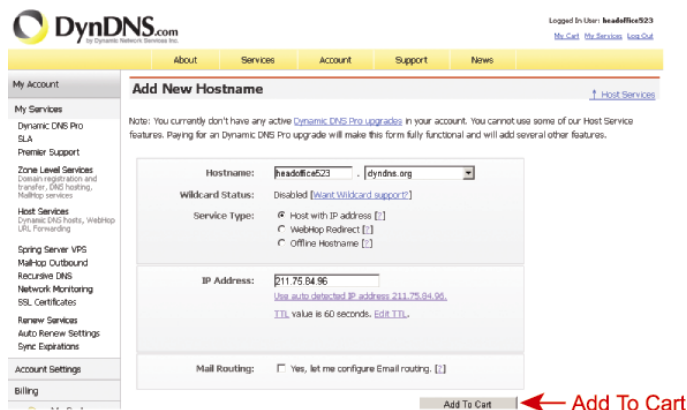 DynDNS.com
by Dynamic Network Services Inc.
Logged In User: headoffice523
My Cart My Services Log Out
About Services Account Support News
My Account
My Services
Dynamic DNS Pro
SLA
Premier Support
Zone Level Services
Domain registration and
transfer, DNS hosting,
MailHop services
Host Services
Dynamic DNS hosts, WebHop
URL Forwarding
Spring Server VPS
MailHop Outbound
Recursive DNS
Network Monitoring
SSL Certificates
Renew Services
Auto Renew Settings
Sync Expirations
Account Settings
Billing
Add New Hostname
↑ Host Services
Note: You currently don't have any active Dynamic DNS Pro upgrades in your account. You cannot use some of our Host Service
features. Paying for an Dynamic DNS Pro upgrade will make this form fully functional and will add several other features.
Hostname: headoffice523 . dyndns.org
Wildcard Status: Disabled [Want Wildcard support?]
Service Type: Host with IP address [?]
WebHop Redirect [?]
Offline Hostname [?]
IP Address: 211.75.84.96
Use auto detected IP address 211.75.84.96.
TTL value is 60 seconds. Edit TTL.
Mail Routing: Yes, let me configure Email routing. [?]
Add To Cart
Add To Cart